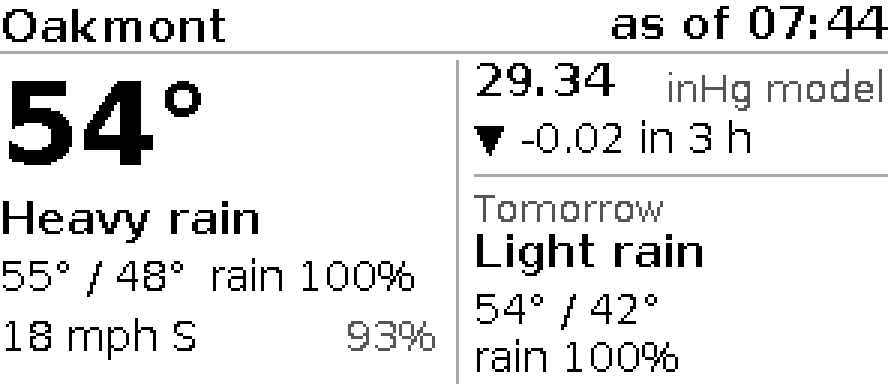 Oakmont as of 07:44
54°
Heavy rain
55° / 48° rain 100%
18 mph S 93%
29.34 inHg model
▼ -0.02 in 3 h
Tomorrow
Light rain
54° / 42°
rain 100%